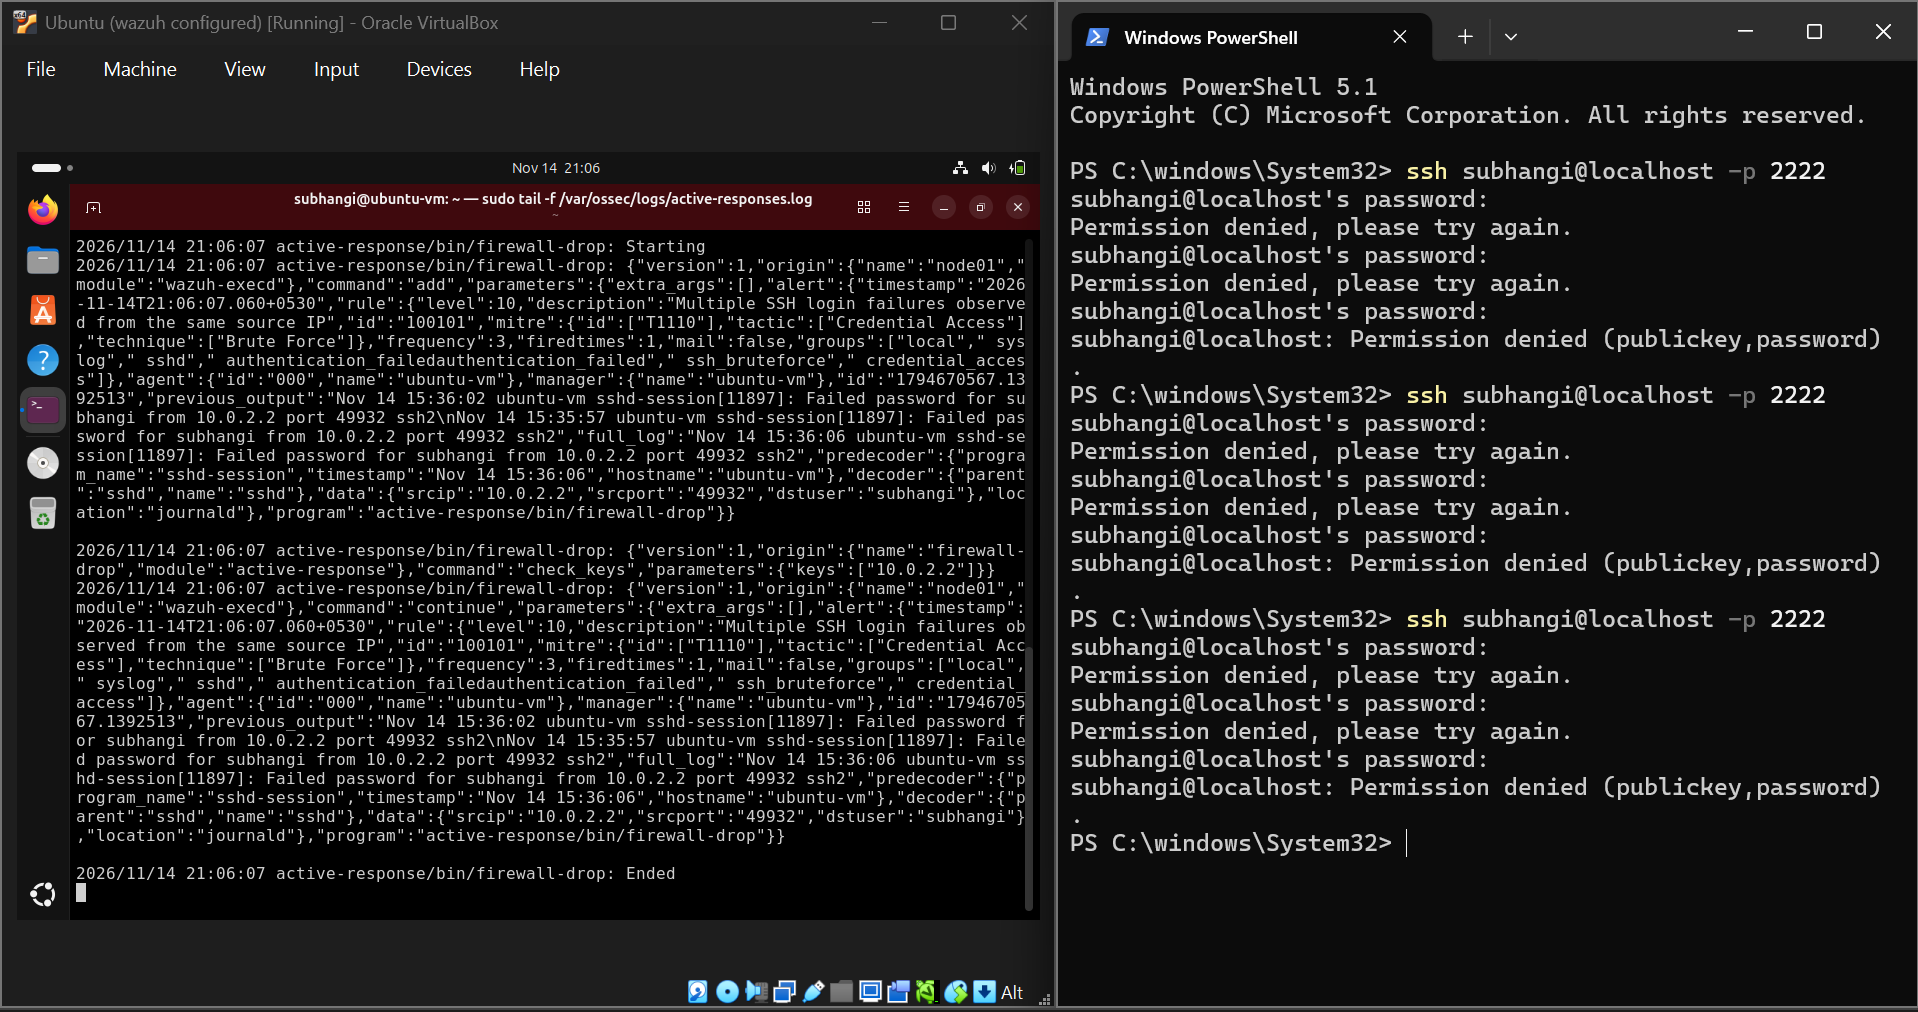 Ubuntu (wazuh configured) [Running] - Oracle VirtualBox
File Machine View Input Devices Help
Nov 14 21:06
subhangi@ubuntu-vm: ~ — sudo tail -f /var/ossec/logs/active-responses.log
~
2026/11/14 21:06:07 active-response/bin/firewall-drop: Starting
2026/11/14 21:06:07 active-response/bin/firewall-drop: {"version":1,"origin":{"name":"node01","
module":"wazuh-execd"},"command":"add","parameters":{"extra_args":[],"alert":{"timestamp":"2026
-11-14T21:06:07.060+0530","rule":{"level":10,"description":"Multiple SSH login failures observe
d from the same source IP","id":"100101","mitre":{"id":["T1110"],"tactic":["Credential Access"]
,"technique":["Brute Force"]},"frequency":3,"firedtimes":1,"mail":false,"groups":["local"," sys
log"," sshd"," authentication_failedauthentication_failed"," ssh_bruteforce"," credential_acces
s"]},"agent":{"id":"000","name":"ubuntu-vm"},"manager":{"name":"ubuntu-vm"},"id":"1794670567.13
92513","previous_output":"Nov 14 15:36:02 ubuntu-vm sshd-session[11897]: Failed password for su
bhangi from 10.0.2.2 port 49932 ssh2\nNov 14 15:35:57 ubuntu-vm sshd-session[11897]: Failed pas
sword for subhangi from 10.0.2.2 port 49932 ssh2","full_log":"Nov 14 15:36:06 ubuntu-vm sshd-se
ssion[11897]: Failed password for subhangi from 10.0.2.2 port 49932 ssh2","predecoder":{"progra
m_name":"sshd-session","timestamp":"Nov 14 15:36:06","hostname":"ubuntu-vm"},"decoder":{"parent
":"sshd","name":"sshd"},"data":{"srcip":"10.0.2.2","srcport":"49932","dstuser":"subhangi"},"loc
ation":"journald"},"program":"active-response/bin/firewall-drop"}}
2026/11/14 21:06:07 active-response/bin/firewall-drop: {"version":1,"origin":{"name":"firewall-
drop","module":"active-response"},"command":"check_keys","parameters":{"keys":["10.0.2.2"]}}
2026/11/14 21:06:07 active-response/bin/firewall-drop: {"version":1,"origin":{"name":"node01","
module":"wazuh-execd"},"command":"continue","parameters":{"extra_args":[],"alert":{"timestamp":
"2026-11-14T21:06:07.060+0530","rule":{"level":10,"description":"Multiple SSH login failures ob
served from the same source IP","id":"100101","mitre":{"id":["T1110"],"tactic":["Credential Acc
ess"],"technique":["Brute Force"]},"frequency":3,"firedtimes":1,"mail":false,"groups":["local",
" syslog"," sshd"," authentication_failedauthentication_failed"," ssh_bruteforce"," credential_
access"]},"agent":{"id":"000","name":"ubuntu-vm"},"manager":{"name":"ubuntu-vm"},"id":"17946705
67.1392513","previous_output":"Nov 14 15:36:02 ubuntu-vm sshd-session[11897]: Failed password f
or subhangi from 10.0.2.2 port 49932 ssh2\nNov 14 15:35:57 ubuntu-vm sshd-session[11897]: Faile
d password for subhangi from 10.0.2.2 port 49932 ssh2","full_log":"Nov 14 15:36:06 ubuntu-vm ss
hd-session[11897]: Failed password for subhangi from 10.0.2.2 port 49932 ssh2","predecoder":{"p
rogram_name":"sshd-session","timestamp":"Nov 14 15:36:06","hostname":"ubuntu-vm"},"decoder":{"p
arent":"sshd","name":"sshd"},"data":{"srcip":"10.0.2.2","srcport":"49932","dstuser":"subhangi"}
,"location":"journald"},"program":"active-response/bin/firewall-drop"}}
2026/11/14 21:06:07 active-response/bin/firewall-drop: Ended
Alt
Windows PowerShell
Windows PowerShell 5.1
Copyright (C) Microsoft Corporation. All rights reserved.
PS C:\windows\System32> ssh subhangi@localhost -p 2222
subhangi@localhost's password:
Permission denied, please try again.
subhangi@localhost's password:
Permission denied, please try again.
subhangi@localhost's password:
subhangi@localhost: Permission denied (publickey,password)
.
PS C:\windows\System32> ssh subhangi@localhost -p 2222
subhangi@localhost's password:
Permission denied, please try again.
subhangi@localhost's password:
Permission denied, please try again.
subhangi@localhost's password:
subhangi@localhost: Permission denied (publickey,password)
.
PS C:\windows\System32> ssh subhangi@localhost -p 2222
subhangi@localhost's password:
Permission denied, please try again.
subhangi@localhost's password:
Permission denied, please try again.
subhangi@localhost's password:
subhangi@localhost: Permission denied (publickey,password)
.
PS C:\windows\System32>